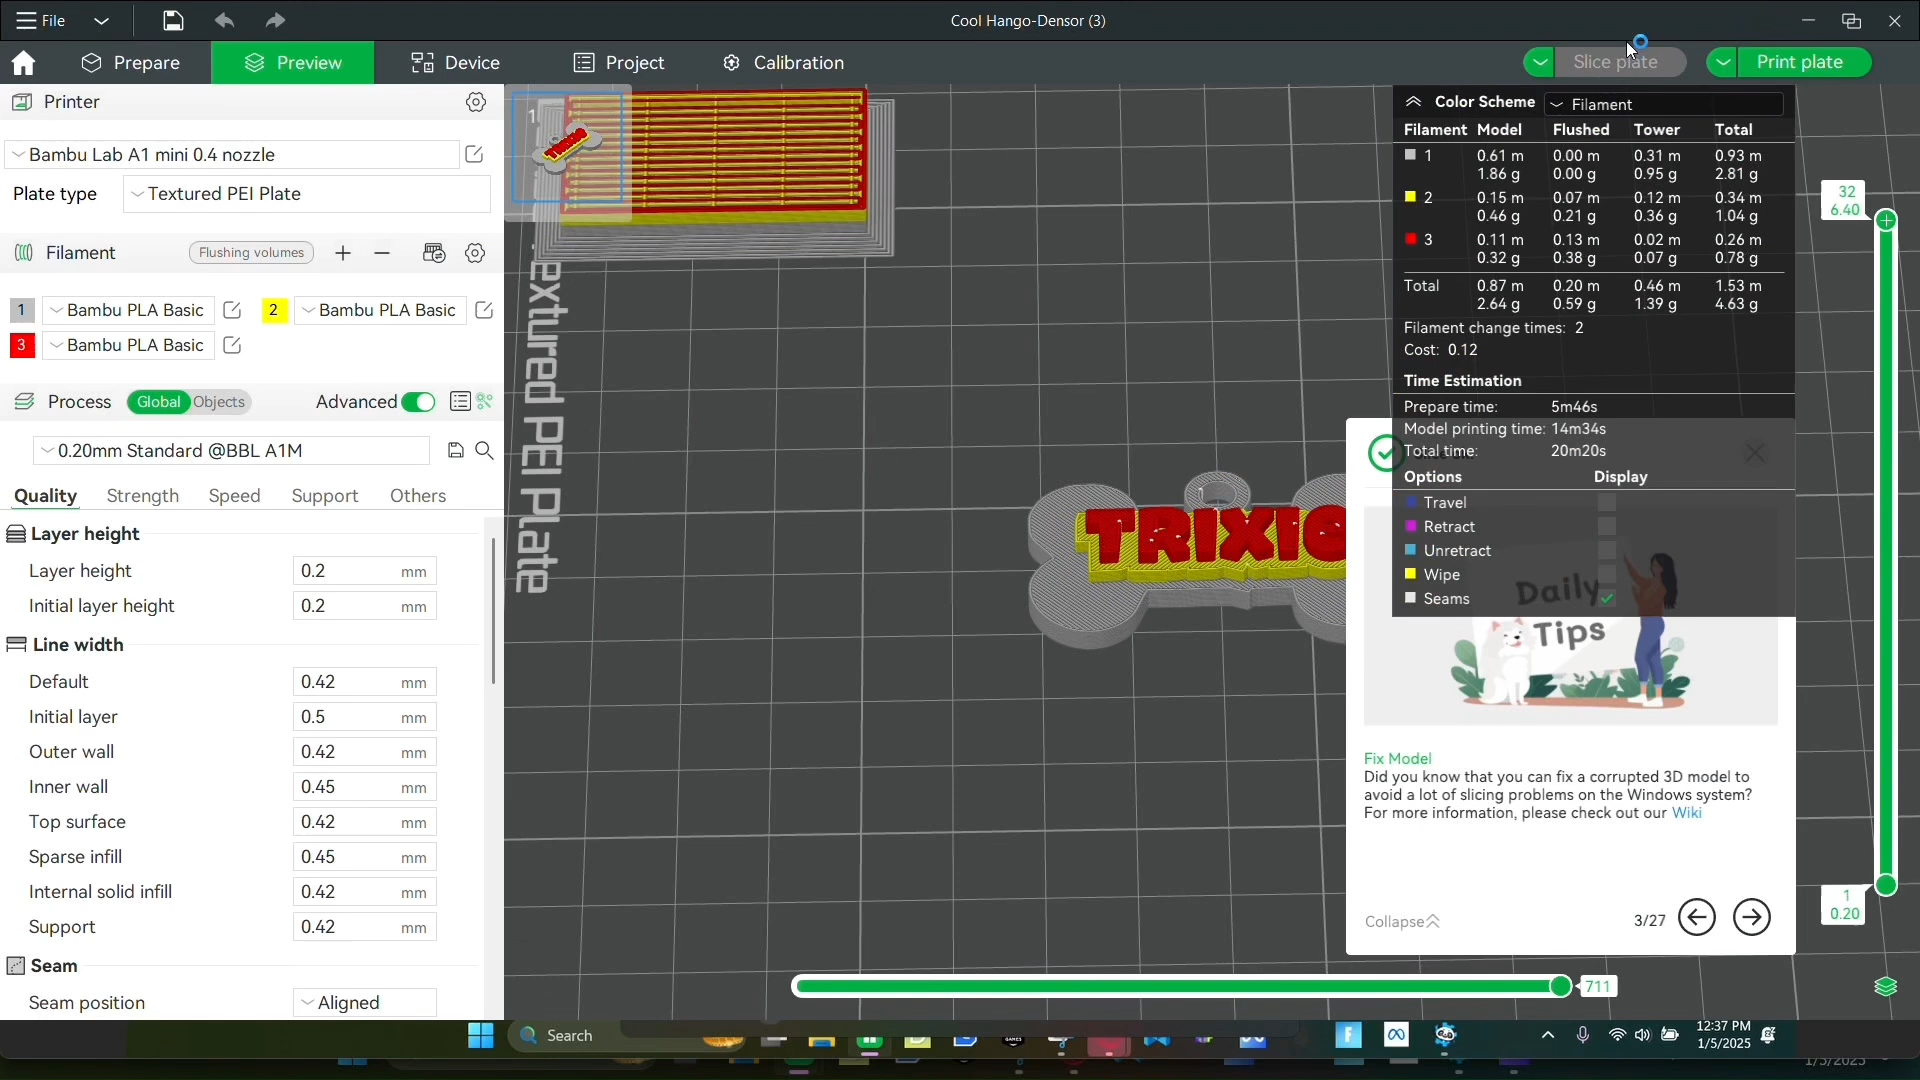 File
Cool Hango-Densor (3)
Prepare
Preview
Device
Project
Calibration
Slice plate
Print plate
Printer
Bambu Lab A1 mini 0.4 nozzle
Plate type
Textured PEI Plate
Filament
Flushing volumes
1 Bambu PLA Basic
2 Bambu PLA Basic
3 Bambu PLA Basic
Process
Global Objects
Advanced
0.20mm Standard @BBL A1M
Quality Strength Speed Support Others
Layer height
Layer height 0.2 mm
Initial layer height 0.2 mm
Line width
Default 0.42 mm
Initial layer 0.5 mm
Outer wall 0.42 mm
Inner wall 0.45 mm
Top surface 0.42 mm
Sparse infill 0.45 mm
Internal solid infill 0.42 mm
Support 0.42 mm
Seam
Seam position Aligned
1
extured PEI Plate
TRIXIE
Color Scheme Filament
Filament Model Flushed Tower Total
1 0.61 m 0.00 m 0.31 m 0.93 m
1.86 g 0.00 g 0.95 g 2.81 g
2 0.15 m 0.07 m 0.12 m 0.34 m
0.46 g 0.21 g 0.36 g 1.04 g
3 0.11 m 0.13 m 0.02 m 0.26 m
0.32 g 0.38 g 0.07 g 0.78 g
Total 0.87 m 0.20 m 0.46 m 1.53 m
2.64 g 0.59 g 1.39 g 4.63 g
Filament change times: 2
Cost: 0.12
Time Estimation
Prepare time: 5m46s
Model printing time: 14m34s
Total time: 20m20s
Options Display
Travel
Retract
Unretract
Wipe
Seams
Daily
Tips
Fix Model
Did you know that you can fix a corrupted 3D model to
avoid a lot of slicing problems on the Windows system?
For more information, please check out our Wiki
Collapse
3/27
32
6.40
1
0.20
711
Search
GAMES
12:37 PM
1/5/2025
1/5/2025